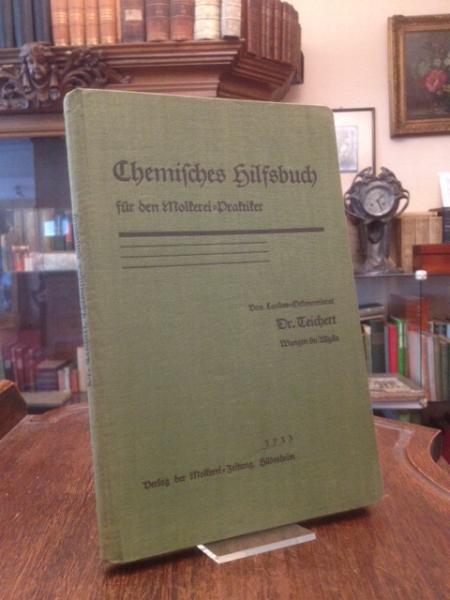 Chemisches Hilfsbuch
für den Molkerei-Praktiker
Von Landes-Oekonomierat
Dr. Teichert
Wangen im Allgäu
1933
Verlag der Molkerei-Zeitung, Hildesheim